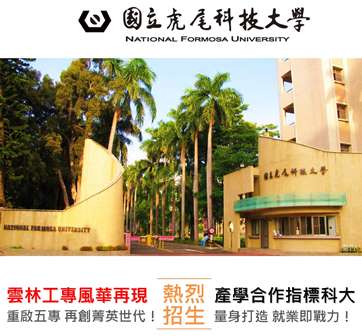 國立虎尾科技大學
NATIONAL FORMOSA UNIVERSITY
國立虎尾科技大學
NATIONAL FORMOSA UNIVERSITY
雲林工專風華再現
重啟五專 再創菁英世代！
熱烈
招生
產學合作指標科大
量身打造 就業即戰力！